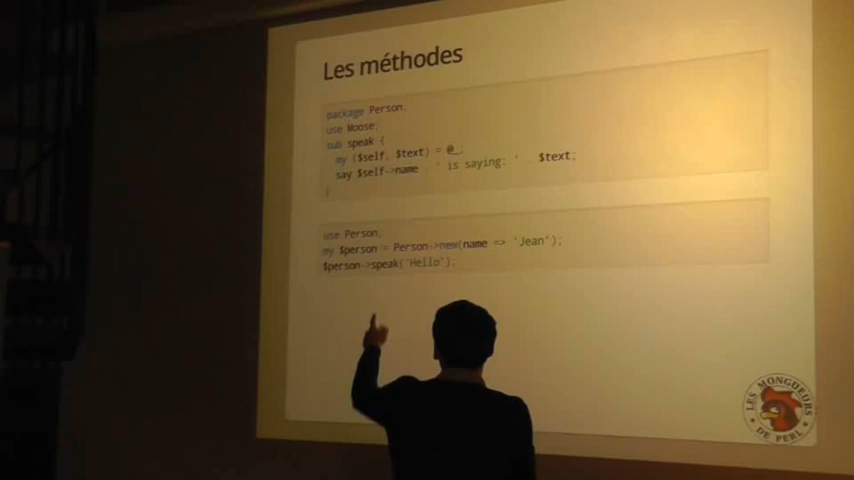 Les méthodes
package Person;
use Moose;
sub speak {
my ($self, $text) = @_;
say $self->name . ' is saying: ' . $text;
}
use Person;
my $person = Person->new(name => 'Jean');
$person->speak('Hello');
LES MONGUEURS
DE PERL